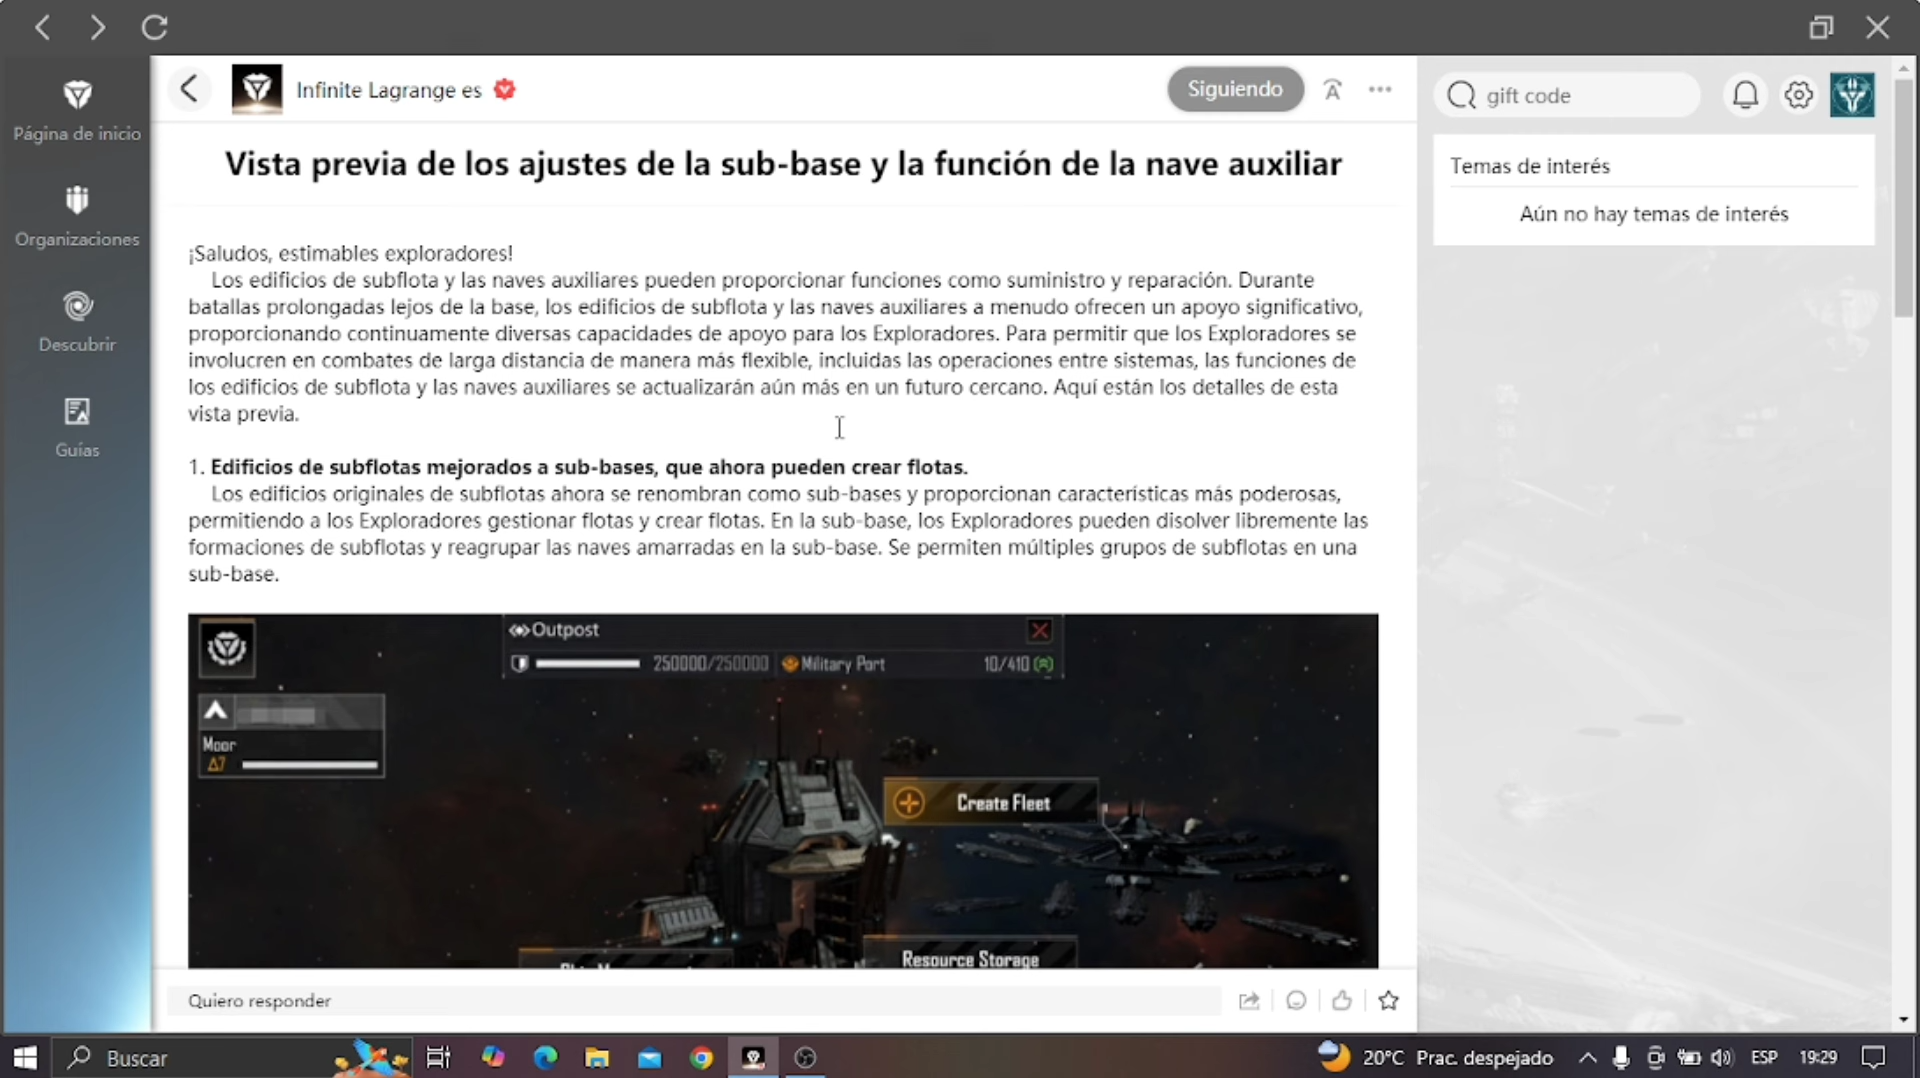 Infinite Lagrange es
Siguiendo
gift code
Página de inicio
Organizaciones
Descubrir
Guías
Temas de interés
Aún no hay temas de interés
Vista previa de los ajustes de la sub-base y la función de la nave auxiliar
¡Saludos, estimables exploradores!
Los edificios de subflota y las naves auxiliares pueden proporcionar funciones como suministro y reparación. Durante
batallas prolongadas lejos de la base, los edificios de subflota y las naves auxiliares a menudo ofrecen un apoyo significativo,
proporcionando continuamente diversas capacidades de apoyo para los Exploradores. Para permitir que los Exploradores se
involucren en combates de larga distancia de manera más flexible, incluidas las operaciones entre sistemas, las funciones de
los edificios de subflota y las naves auxiliares se actualizarán aún más en un futuro cercano. Aquí están los detalles de esta
vista previa.
1. Edificios de subflotas mejorados a sub-bases, que ahora pueden crear flotas.
Los edificios originales de subflotas ahora se renombran como sub-bases y proporcionan características más poderosas,
permitiendo a los Exploradores gestionar flotas y crear flotas. En la sub-base, los Exploradores pueden disolver libremente las
formaciones de subflotas y reagrupar las naves amarradas en la sub-base. Se permiten múltiples grupos de subflotas en una
sub-base.
Outpost
250000/250000 Military Port 10/410
Moor
7
Create Fleet
Resource Storage
Quiero responder
Buscar
20°C Prac. despejado
ESP
19:29